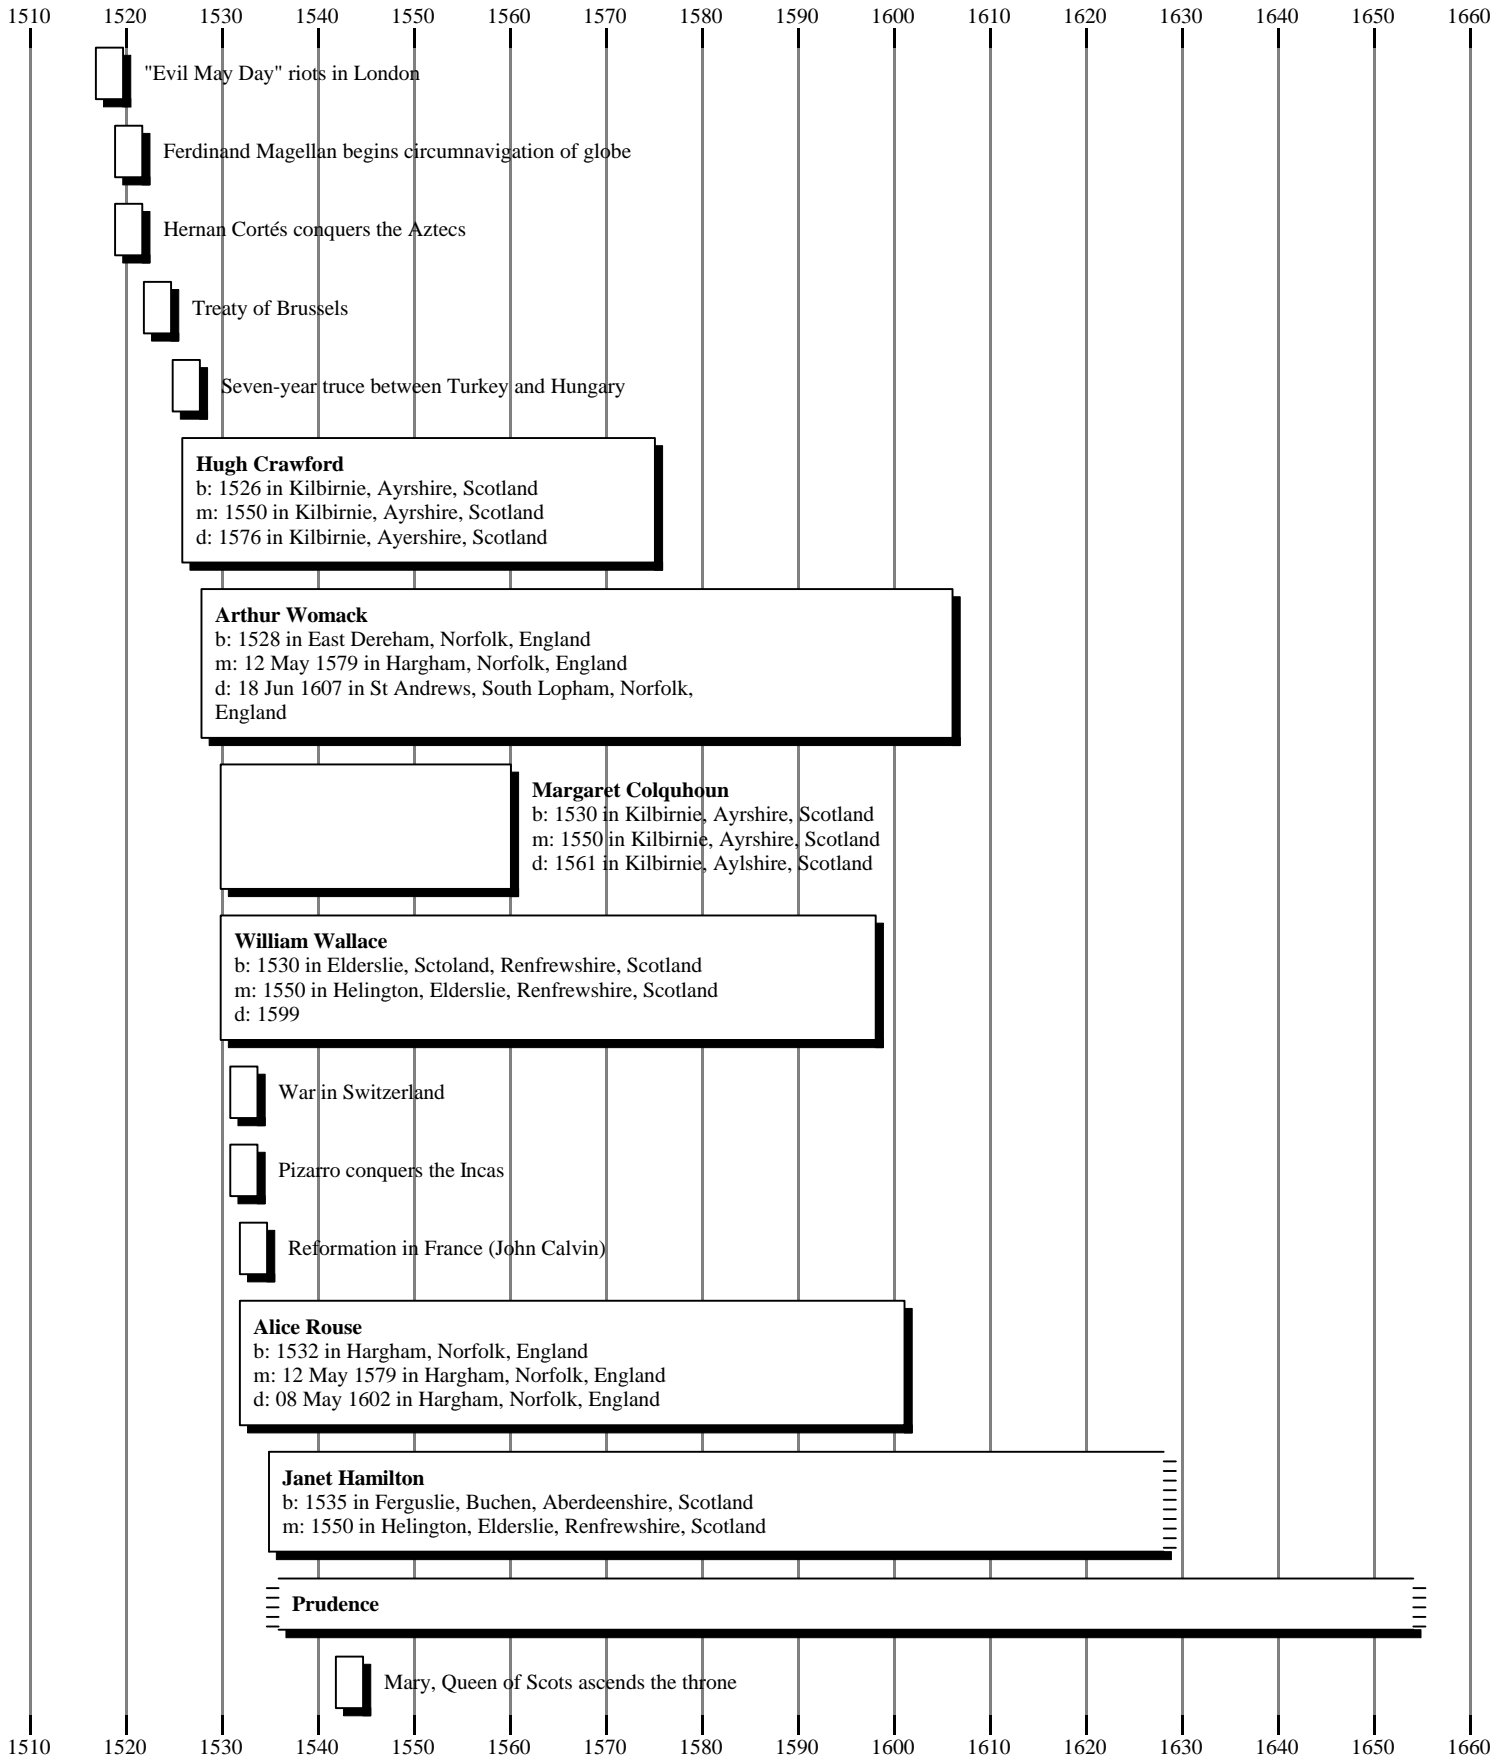 1510 1520 1530 1540 1550 1560 1570 1580 1590 1600 1610 1620 1630 1640 1650 1660
"Evil May Day" riots in London
Ferdinand Magellan begins circumnavigation of globe
Hernan Cortés conquers the Aztecs
Treaty of Brussels
Seven-year truce between Turkey and Hungary
Hugh Crawford
b: 1526 in Kilbirnie, Ayrshire, Scotland
m: 1550 in Kilbirnie, Ayrshire, Scotland
d: 1576 in Kilbirnie, Ayershire, Scotland
Arthur Womack
b: 1528 in East Dereham, Norfolk, England
m: 12 May 1579 in Hargham, Norfolk, England
d: 18 Jun 1607 in St Andrews, South Lopham, Norfolk,
England
Margaret Colquhoun
b: 1530 in Kilbirnie, Ayrshire, Scotland
m: 1550 in Kilbirnie, Ayrshire, Scotland
d: 1561 in Kilbirnie, Aylshire, Scotland
William Wallace
b: 1530 in Elderslie, Sctoland, Renfrewshire, Scotland
m: 1550 in Helington, Elderslie, Renfrewshire, Scotland
d: 1599
War in Switzerland
Pizarro conquers the Incas
Reformation in France (John Calvin)
Alice Rouse
b: 1532 in Hargham, Norfolk, England
m: 12 May 1579 in Hargham, Norfolk, England
d: 08 May 1602 in Hargham, Norfolk, England
Janet Hamilton
b: 1535 in Ferguslie, Buchen, Aberdeenshire, Scotland
m: 1550 in Helington, Elderslie, Renfrewshire, Scotland
Prudence
Mary, Queen of Scots ascends the throne
1510 1520 1530 1540 1550 1560 1570 1580 1590 1600 1610 1620 1630 1640 1650 1660